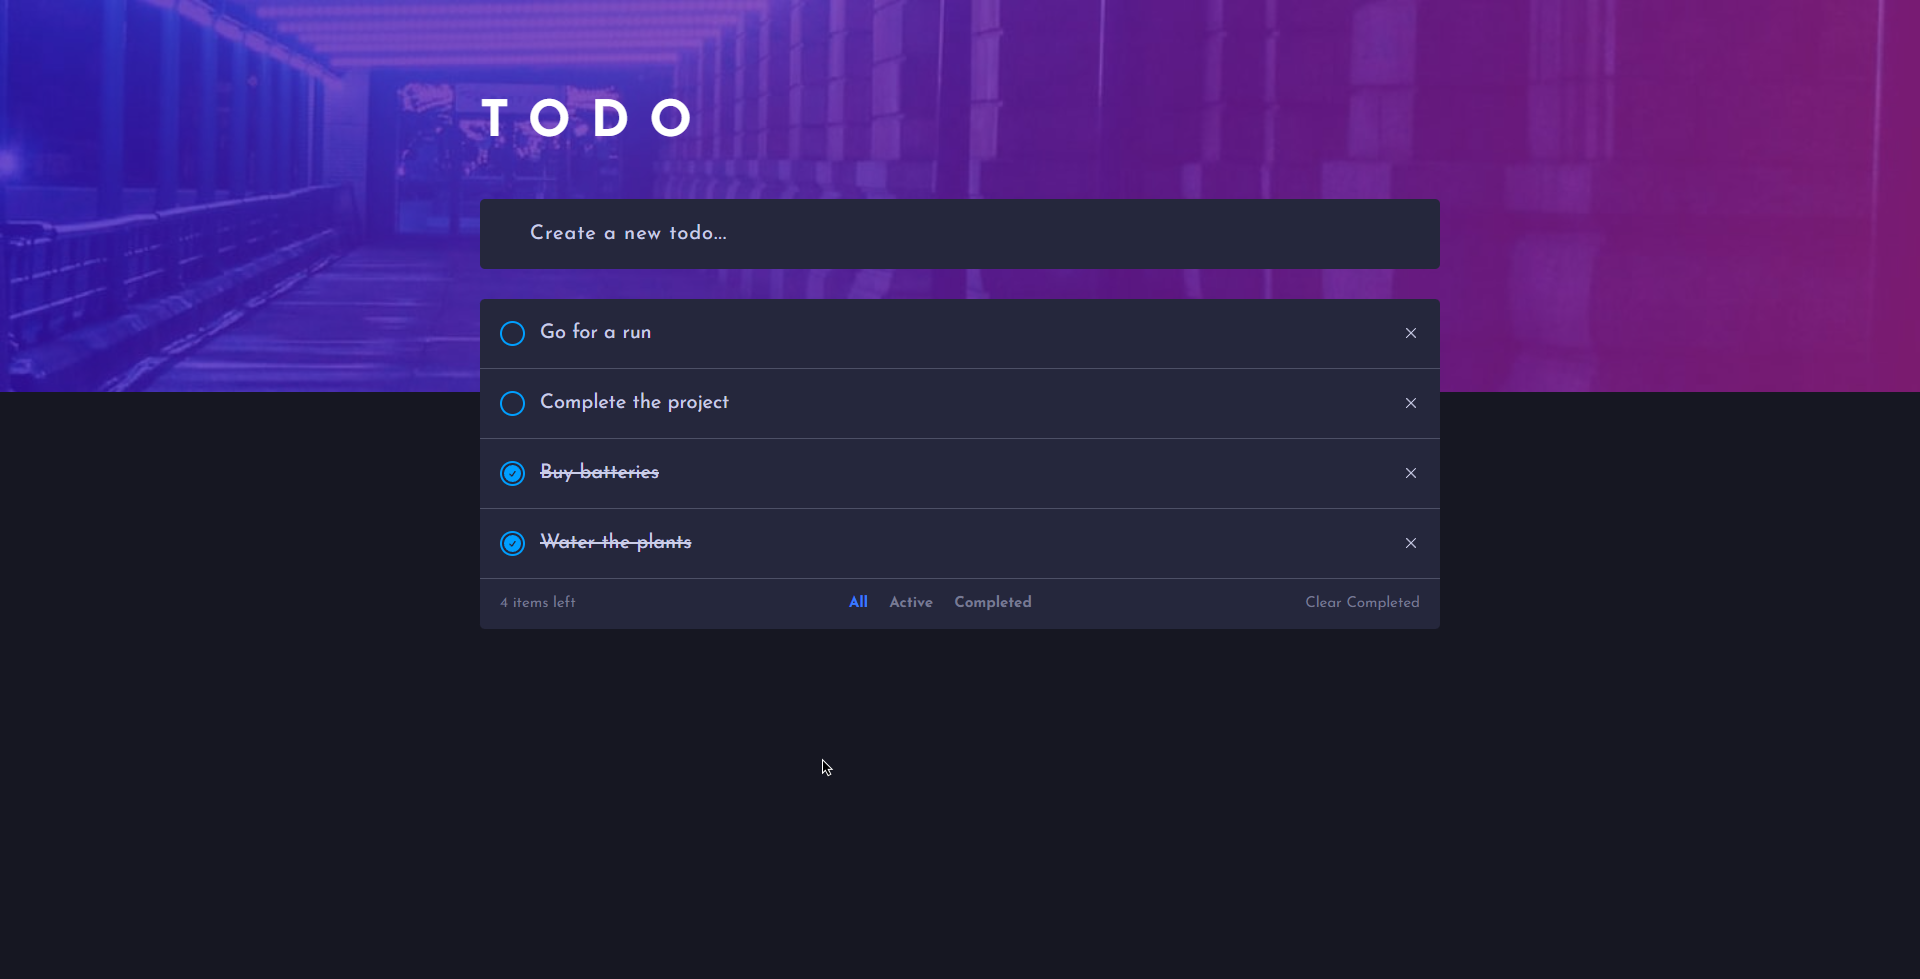 TODO
Create a new todo...
Go for a run
Complete the project
Buy batteries
Water the plants
4 items left All Active Completed Clear Completed